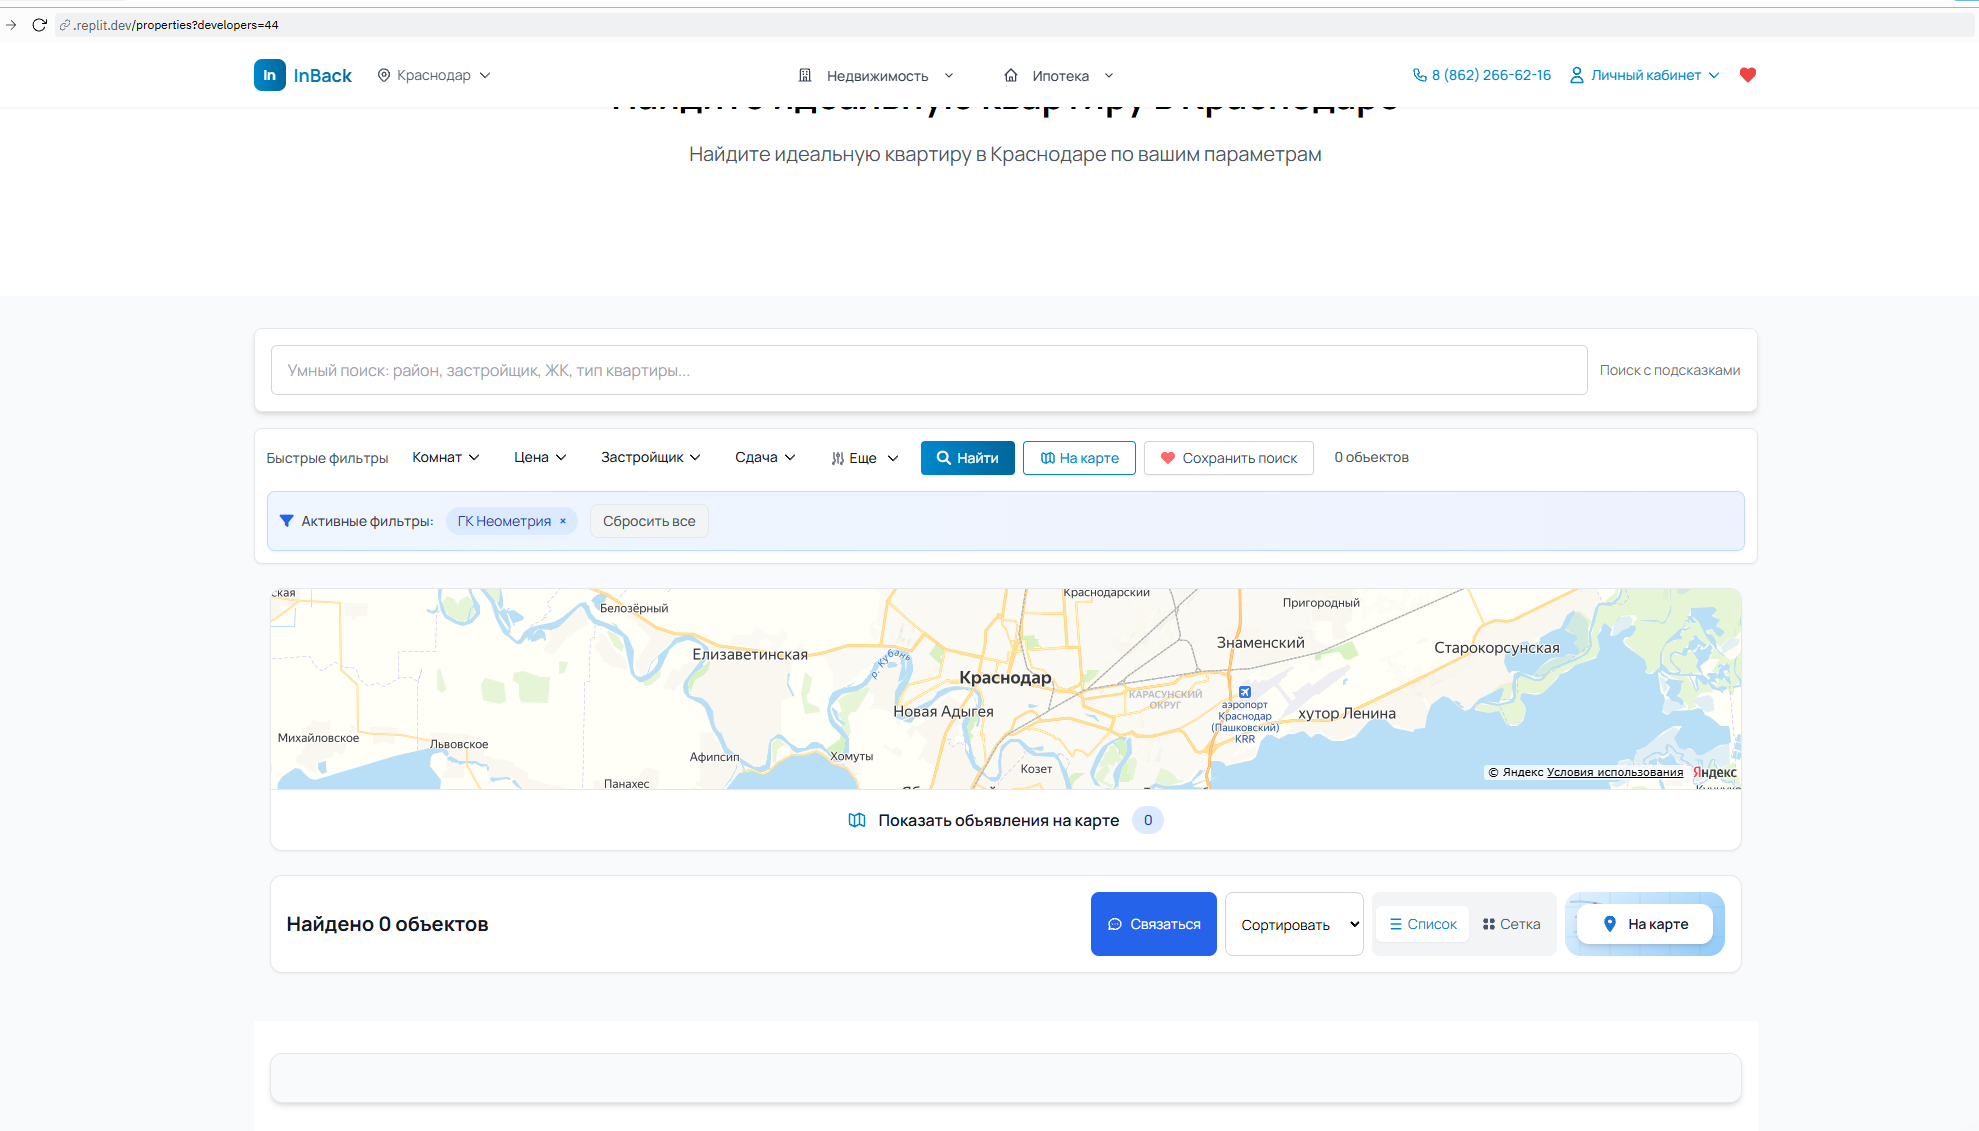 .replit.dev/properties?developers=44
In InBack
Краснодар
Недвижимость
Ипотека
8 (862) 266-62-16
Личный кабинет
Найдите идеальную квартиру в Краснодаре
Найдите идеальную квартиру в Краснодаре по вашим параметрам
Умный поиск: район, застройщик, ЖК, тип квартиры...
Поиск с подсказками
Быстрые фильтры
Комнат
Цена
Застройщик
Сдача
Еще
Найти
На карте
Сохранить поиск
0 объектов
Активные фильтры:
ГК Неометрия ×
Сбросить все
ская
Белозёрный
Краснодарский
Пригородный
Елизаветинская
р. Кубань
Знаменский
Старокорсунская
Краснодар
КАРАСУНСКИЙ
ОКРУГ
Новая Адыгея
аэропорт
Краснодар
(Пашковский)
KRR
хутор Ленина
Михайловское
Львовское
Афипсип
Хомуты
Козет
Панахес
© Яндекс Условия использования
Яндекс
Показать объявления на карте 0
Найдено 0 объектов
Связаться
Сортировать
Список
Сетка
На карте